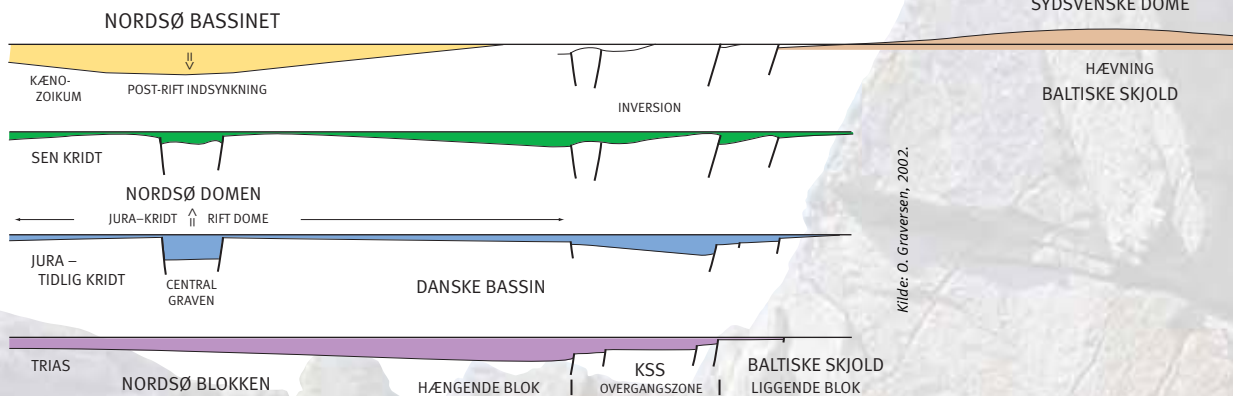 SYDSVENSKE DOME
NORDSØ BASSINET
KÆNO-
ZOIKUM
POST-RIFT INDSYNKNING
INVERSION
HÆVNING
BALTISKE SKJOLD
SEN KRIDT
NORDSØ DOMEN
JURA–KRIDT RIFT DOME
JURA –
TIDLIG KRIDT
CENTRAL
GRAVEN
DANSKE BASSIN
Kilde: O. Graversen, 2002.
TRIAS
NORDSØ BLOKKEN
HÆNGENDE BLOK
KSS
OVERGANGSZONE
BALTISKE SKJOLD
LIGGENDE BLOK